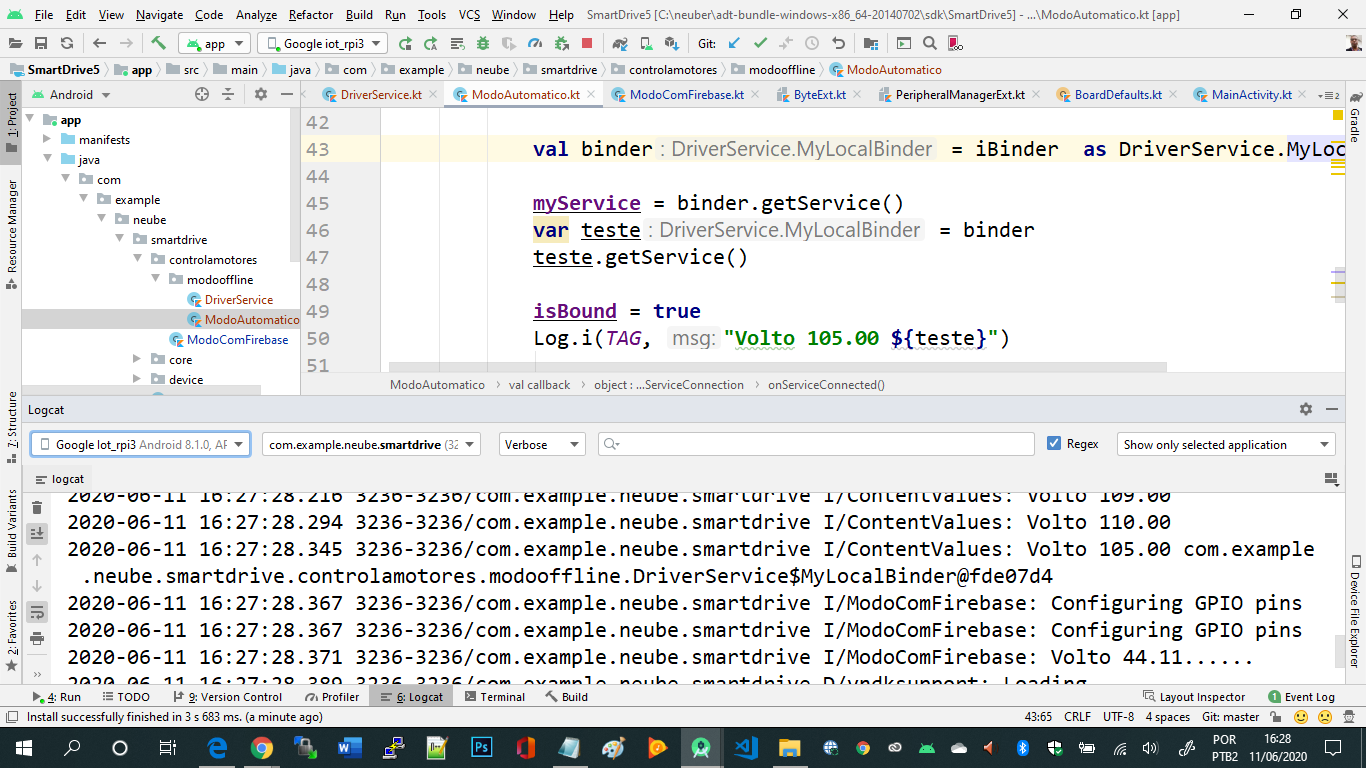 File Edit View Navigate Code Analyze Refactor Build Run Tools VCS Window Help SmartDrive5 [C:\neuber\adt-bundle-windows-x86_64-20140702\sdk\SmartDrive5] - ...\ModoAutomatico.kt [app]
app Google iot_rpi3 Git:
SmartDrive5 app src main java com example neube smartdrive controlamotores modooffline ModoAutomatico
Android DriverService.kt ModoAutomatico.kt ModoComFirebase.kt ByteExt.kt PeripheralManagerExt.kt BoardDefaults.kt MainActivity.kt 2
1: Project
Resource Manager
7: Structure
Build Variants
2: Favorites
app
manifests
java
com
example
neube
smartdrive
controlamotores
modooffline
DriverService
ModoAutomatico
ModoComFirebase
core
device
42
43 val binder : DriverService.MyLocalBinder = iBinder as DriverService.MyLoc
44
45 myService = binder.getService()
46 var teste : DriverService.MyLocalBinder = binder
47 teste.getService()
48
49 isBound = true
50 Log.i(TAG, msg: "Volto 105.00 ${teste}")
51
ModoAutomatico val callback object : ...ServiceConnection onServiceConnected()
Gradle
Device File Explorer
Logcat
Google Iot_rpi3 Android 8.1.0, AF com.example.neube.smartdrive (32 Verbose Regex Show only selected application
logcat
2020-06-11 16:27:28.216 3236-3236/com.example.neube.smartdrive I/ContentValues: Volto 109.00
2020-06-11 16:27:28.294 3236-3236/com.example.neube.smartdrive I/ContentValues: Volto 110.00
2020-06-11 16:27:28.345 3236-3236/com.example.neube.smartdrive I/ContentValues: Volto 105.00 com.example
.neube.smartdrive.controlamotores.modooffline.DriverService$MyLocalBinder@fde07d4
2020-06-11 16:27:28.367 3236-3236/com.example.neube.smartdrive I/ModoComFirebase: Configuring GPIO pins
2020-06-11 16:27:28.367 3236-3236/com.example.neube.smartdrive I/ModoComFirebase: Configuring GPIO pins
2020-06-11 16:27:28.371 3236-3236/com.example.neube.smartdrive I/ModoComFirebase: Volto 44.11......
2020-06-11 16:27:28.389 3236-3236/com.example.neube.smartdrive D/vndksupport: Loading
4: Run TODO 9: Version Control Profiler 6: Logcat Terminal Build Layout Inspector 1 Event Log
Install successfully finished in 3 s 683 ms. (a minute ago) 43:65 CRLF UTF-8 4 spaces Git: master
POR 16:28
PTB2 11/06/2020